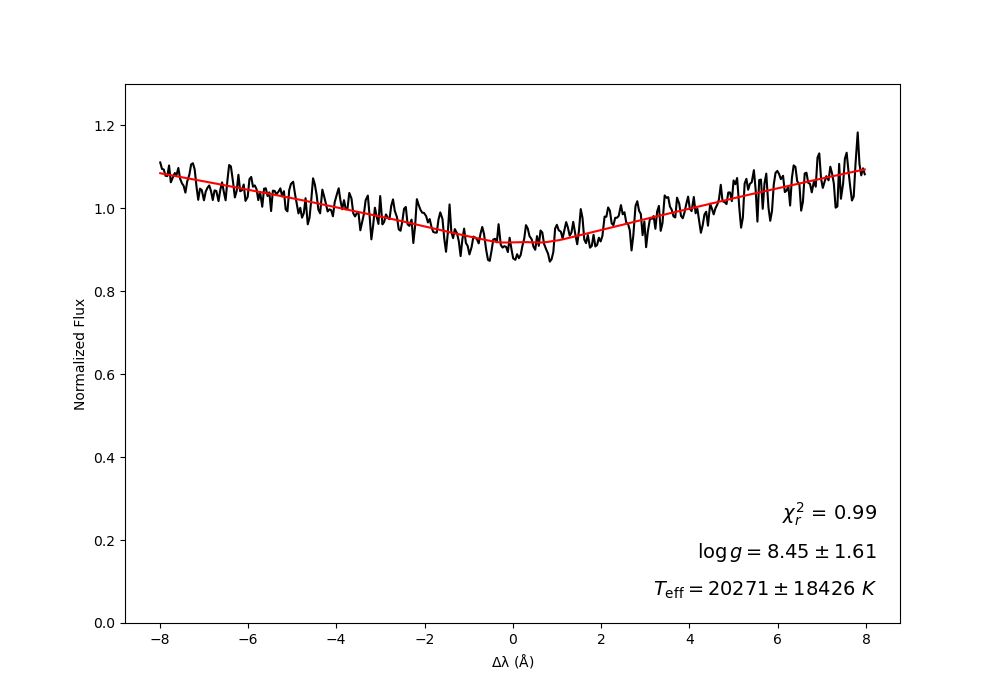 1.2
1.0
0.8
0.6
0.4
0.2
0.0
Normalized Flux
χ²ᵣ = 0.99
log g = 8.45 ± 1.61
T_eff = 20271 ± 18426 K
−8 −6 −4 −2 0 2 4 6 8
Δλ (Å)